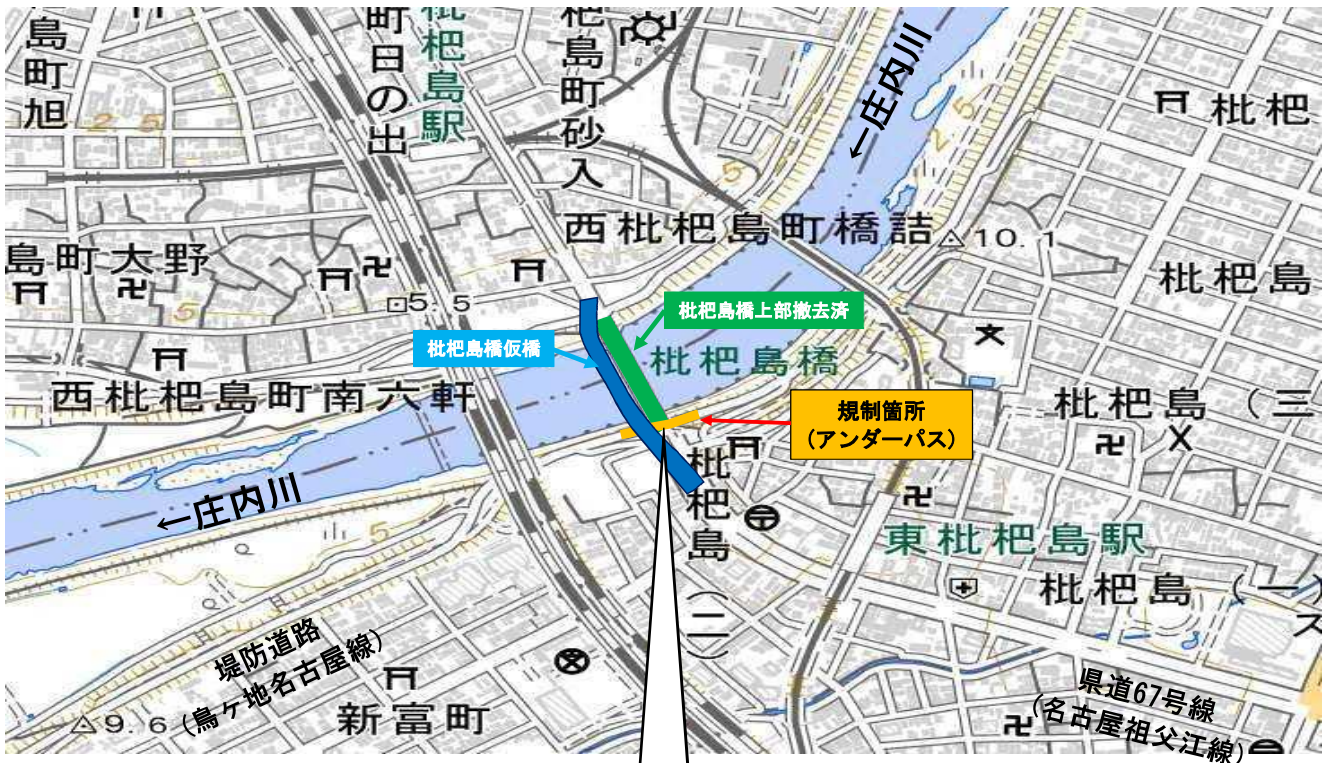 島町旭
町日の出
枇杷島駅
杷島町砂入
←庄内川
枇杷
25
25
5
西枇杷島町橋詰
10.1
島町大野
枇杷島
5.5
5
枇杷島橋上部撤去済
枇杷島橋仮橋
枇杷島橋
西枇杷島町南六軒
規制箇所
(アンダーパス)
枇杷島(三
←庄内川
5
枇杷島(二)
東枇杷島駅
枇杷島(一)
ス
堤防道路
(鳥ヶ地名古屋線)
県道67号線
(名古屋祖父江線)
9.6
新富町